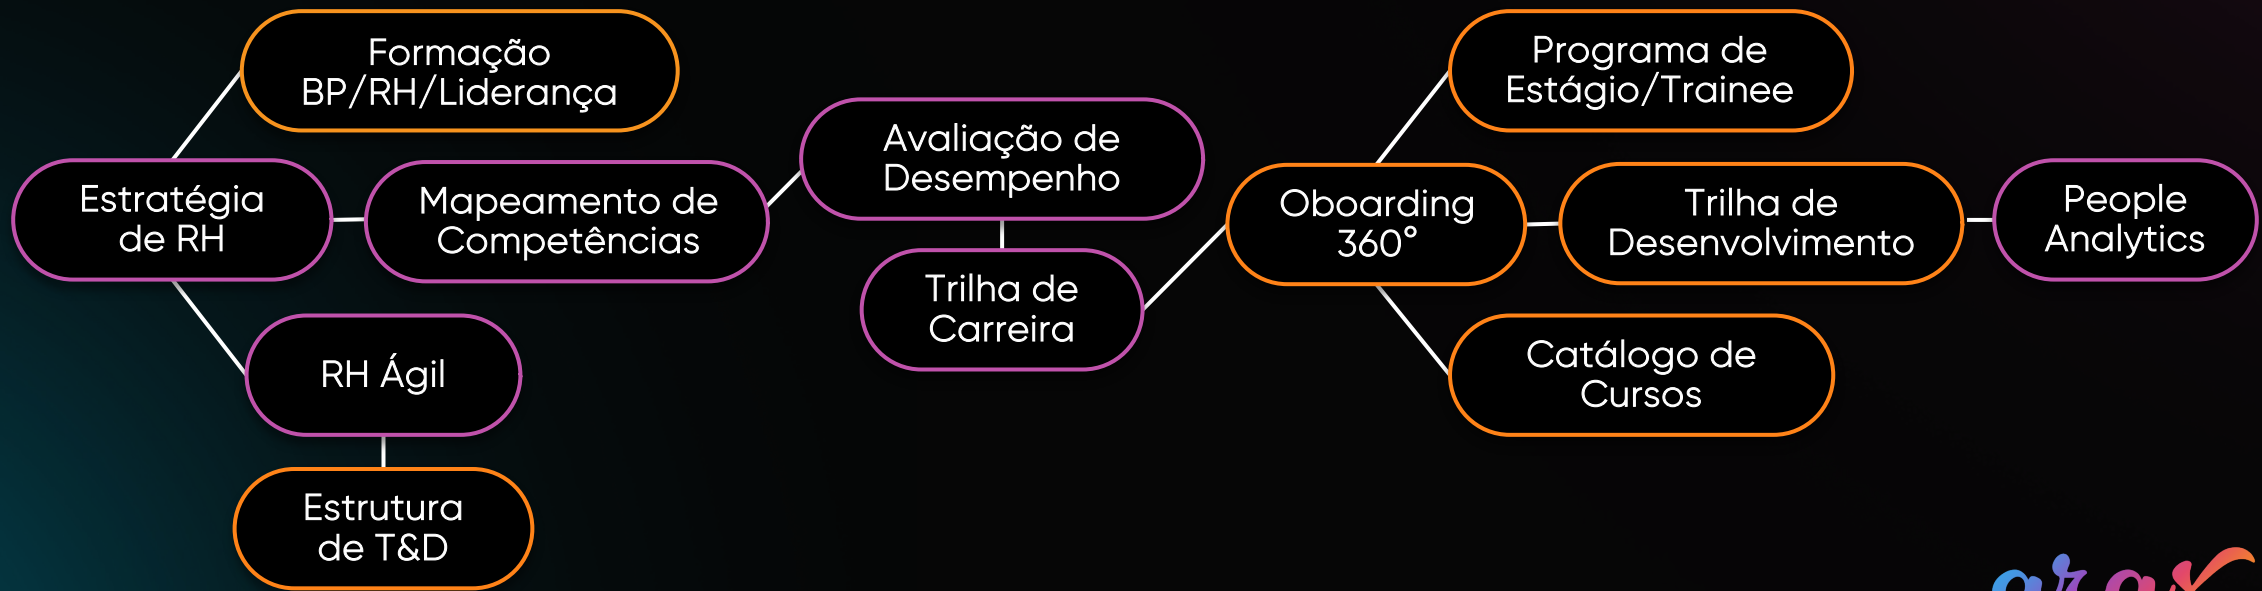 Formação
BP/RH/Liderança
Estratégia
de RH
Mapeamento de
Competências
RH Ágil
Estrutura
de T&D
Avaliação de
Desempenho
Trilha de
Carreira
Oboarding
360°
Programa de
Estágio/Trainee
Trilha de
Desenvolvimento
Catálogo de
Cursos
People
Analytics